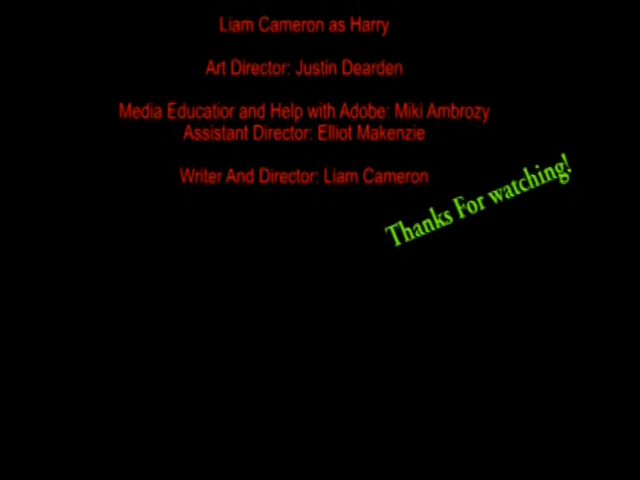 Liam Cameron as Harry
Art Director: Justin Dearden
Media Educatior and Help with Adobe: Miki Ambrozy
Assistant Director: Elliot Makenzie
Writer And Director: Liam Cameron
Thanks For watching!